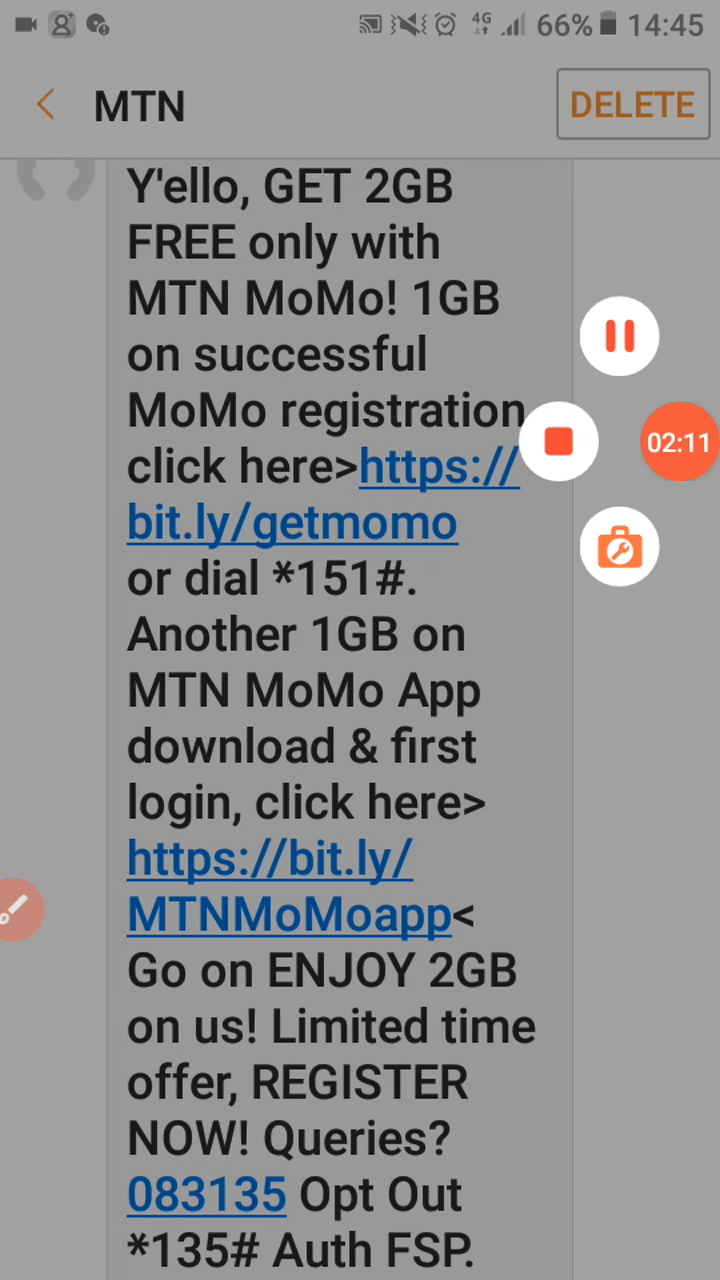 4G 66% 14:45
MTN
DELETE
Y'ello, GET 2GB
FREE only with
MTN MoMo! 1GB
on successful
MoMo registration
click here>https://
bit.ly/getmomo
or dial *151#.
Another 1GB on
MTN MoMo App
download & first
login, click here>
https://bit.ly/
MTNMoMoapp<
Go on ENJOY 2GB
on us! Limited time
offer, REGISTER
NOW! Queries?
083135 Opt Out
*135# Auth FSP.
02:11